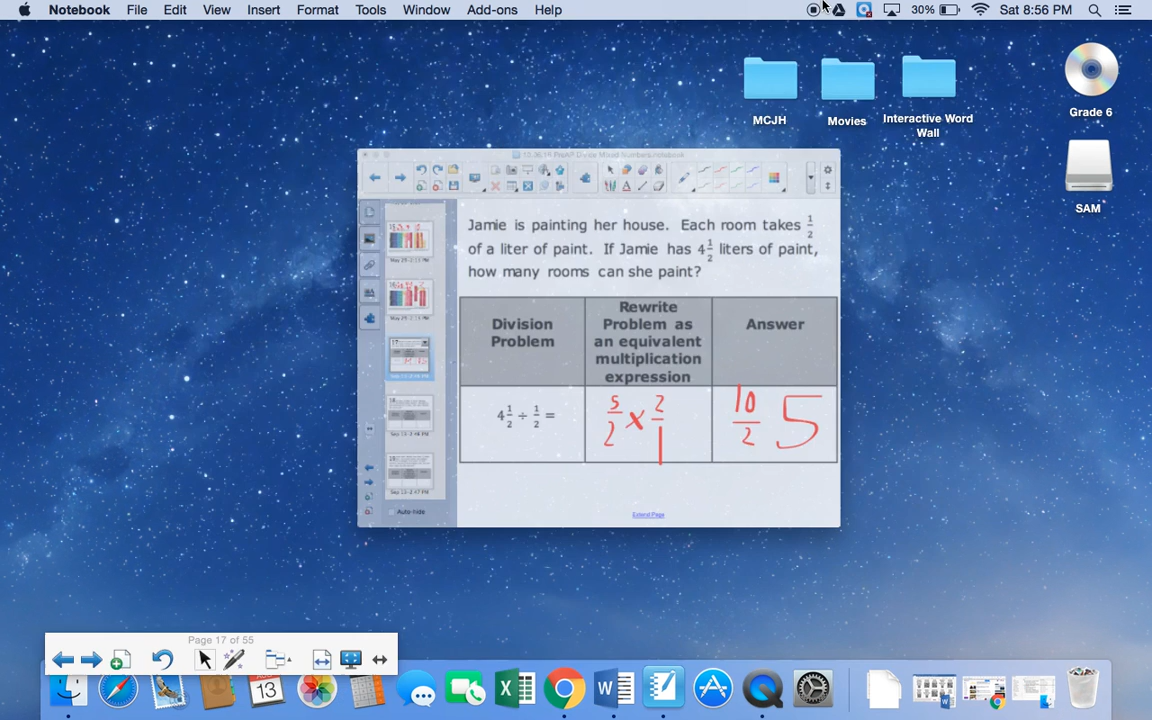 Notebook File Edit View Insert Format Tools Window Add-ons Help 30% Sat 8:56 PM
MCJH
Movies
Interactive Word
Wall
Grade 6
SAM
Jamie is painting her house. Each room takes 1/2
of a liter of paint. If Jamie has 4 1/2 liters of paint,
how many rooms can she paint?
Division
Problem
Rewrite
Problem as
an equivalent
multiplication
expression
Answer
4 1/2 ÷ 1/2 =
5/2 x 2/1
10/2 5
Auto-hide
Extend Page
Page 17 of 55
AUG
13